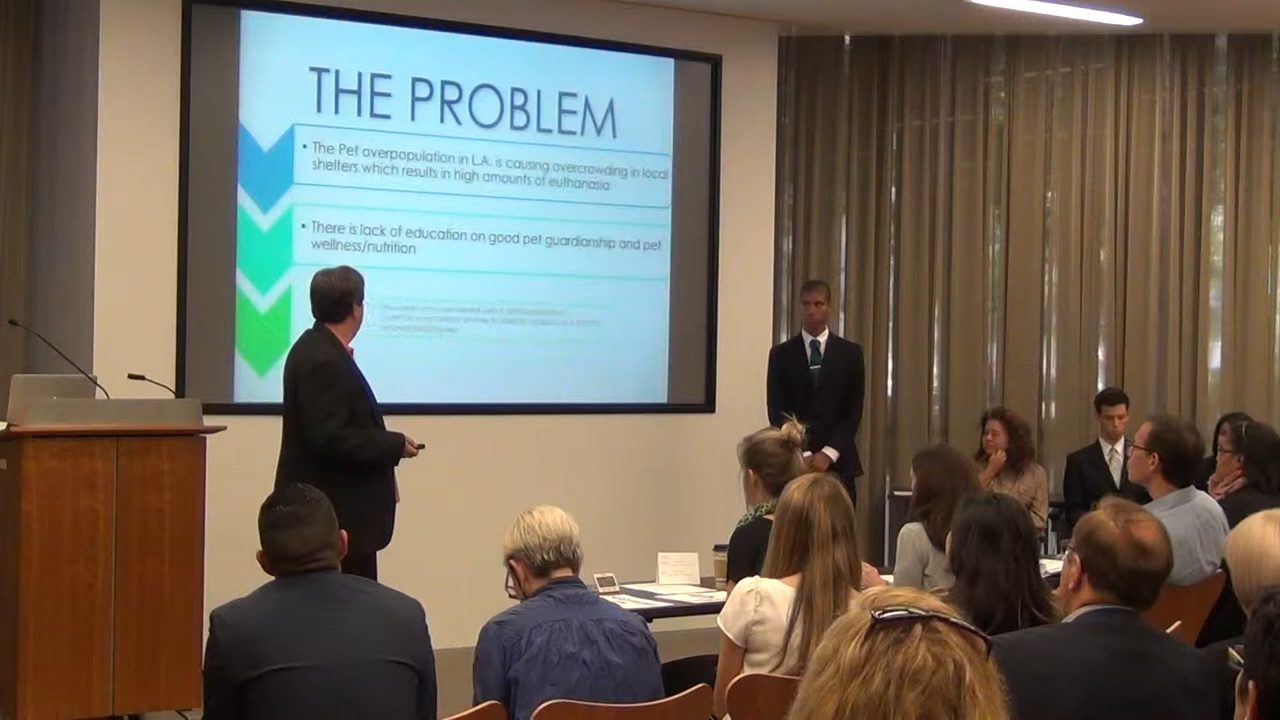 THE PROBLEM
• The Pet overpopulation in L.A. is causing overcrowding in local
shelters which results in high amounts of euthanasia.
• There is lack of education on good pet guardianship and pet
wellness/nutrition